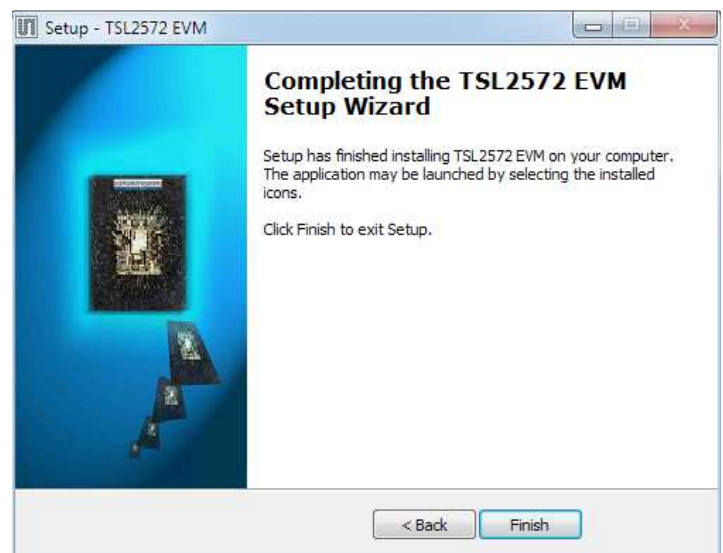 Setup - TSL2572 EVM
Completing the TSL2572 EVM
Setup Wizard
Setup has finished installing TSL2572 EVM on your computer.
The application may be launched by selecting the installed
icons.
Click Finish to exit Setup.
< Back
Finish